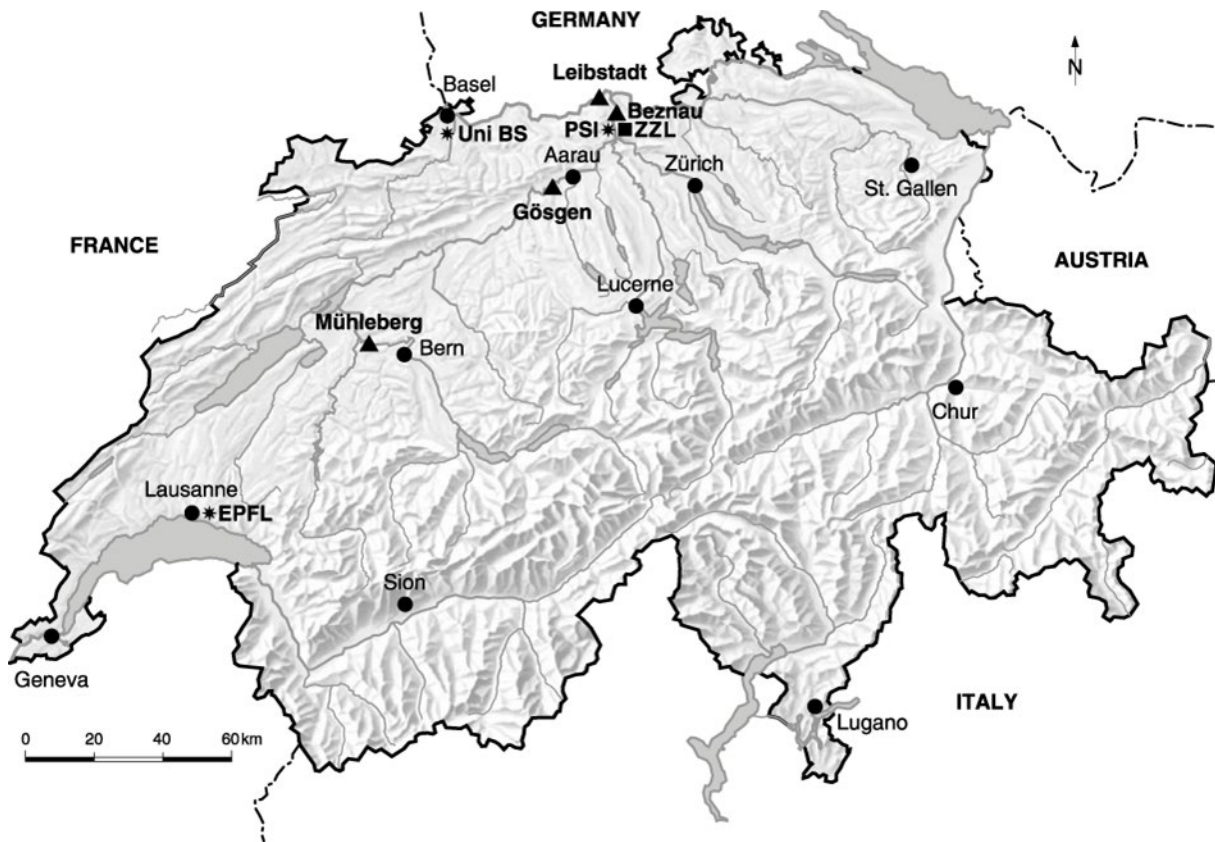 GERMANY
N
Leibstadt
Basel
Beznau
Uni BS
PSI
ZZL
Aarau
Zürich
St. Gallen
Gösgen
FRANCE
AUSTRIA
Lucerne
Mühleberg
Bern
Chur
Lausanne
EPFL
Sion
Geneva
ITALY
Lugano
0 20 40 60 km